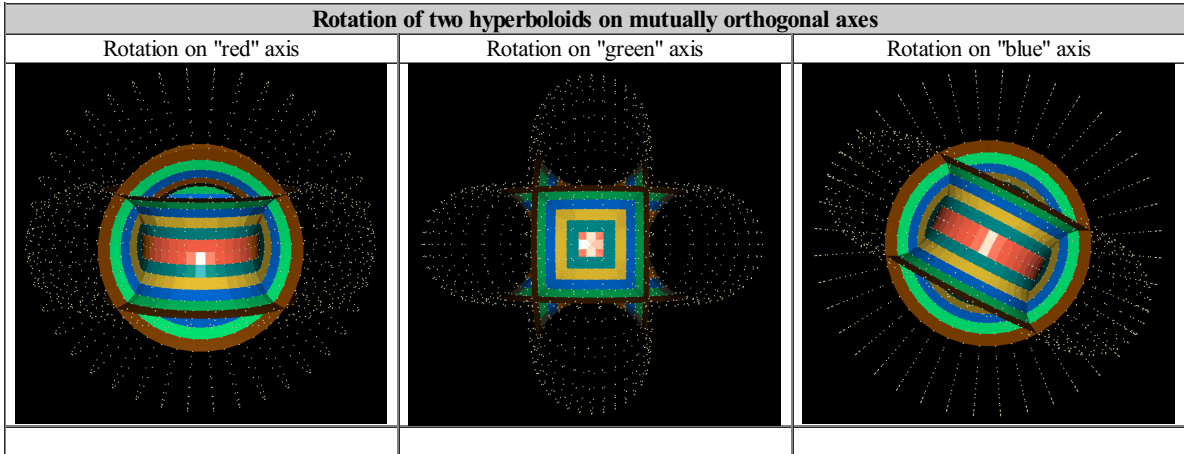 Rotation of two hyperboloids on mutually orthogonal axes
Rotation on "red" axis
Rotation on "green" axis
Rotation on "blue" axis